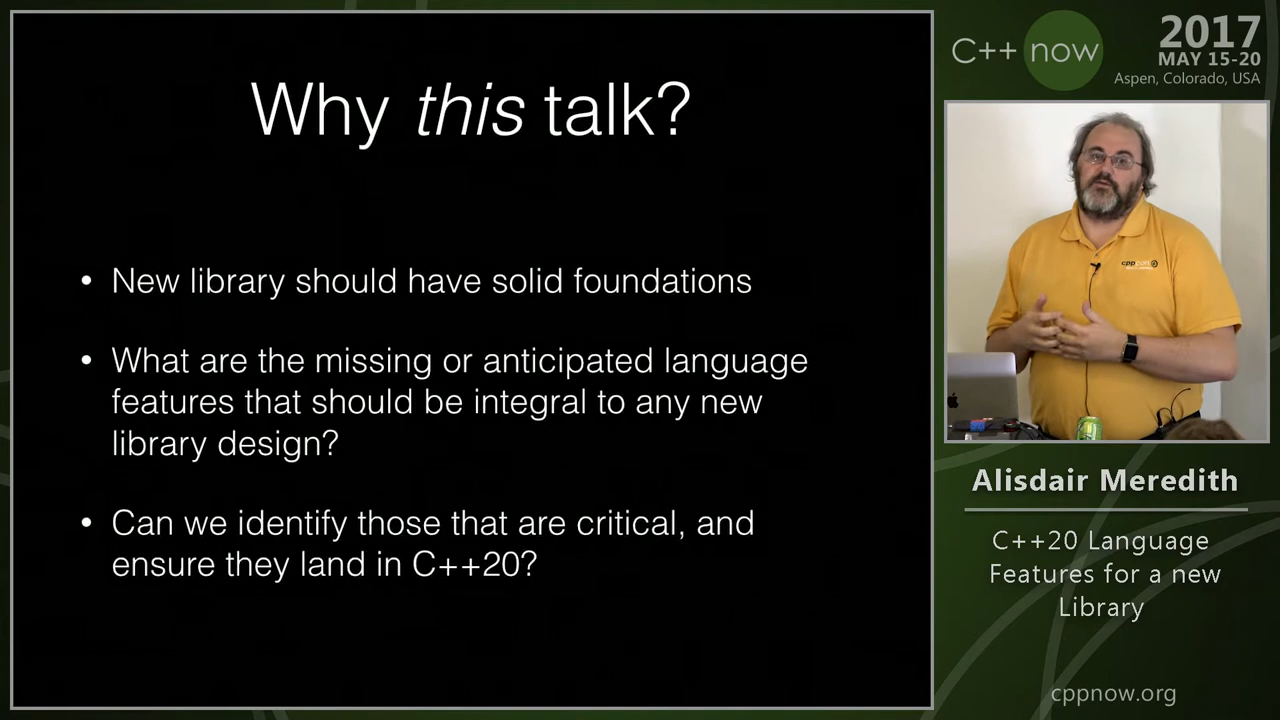 Why this talk?
• New library should have solid foundations
• What are the missing or anticipated language
features that should be integral to any new
library design?
• Can we identify those that are critical, and
ensure they land in C++20?
C++ now
2017
MAY 15-20
Aspen, Colorado, USA
Alisdair Meredith
C++20 Language
Features for a new
Library
cppnow.org